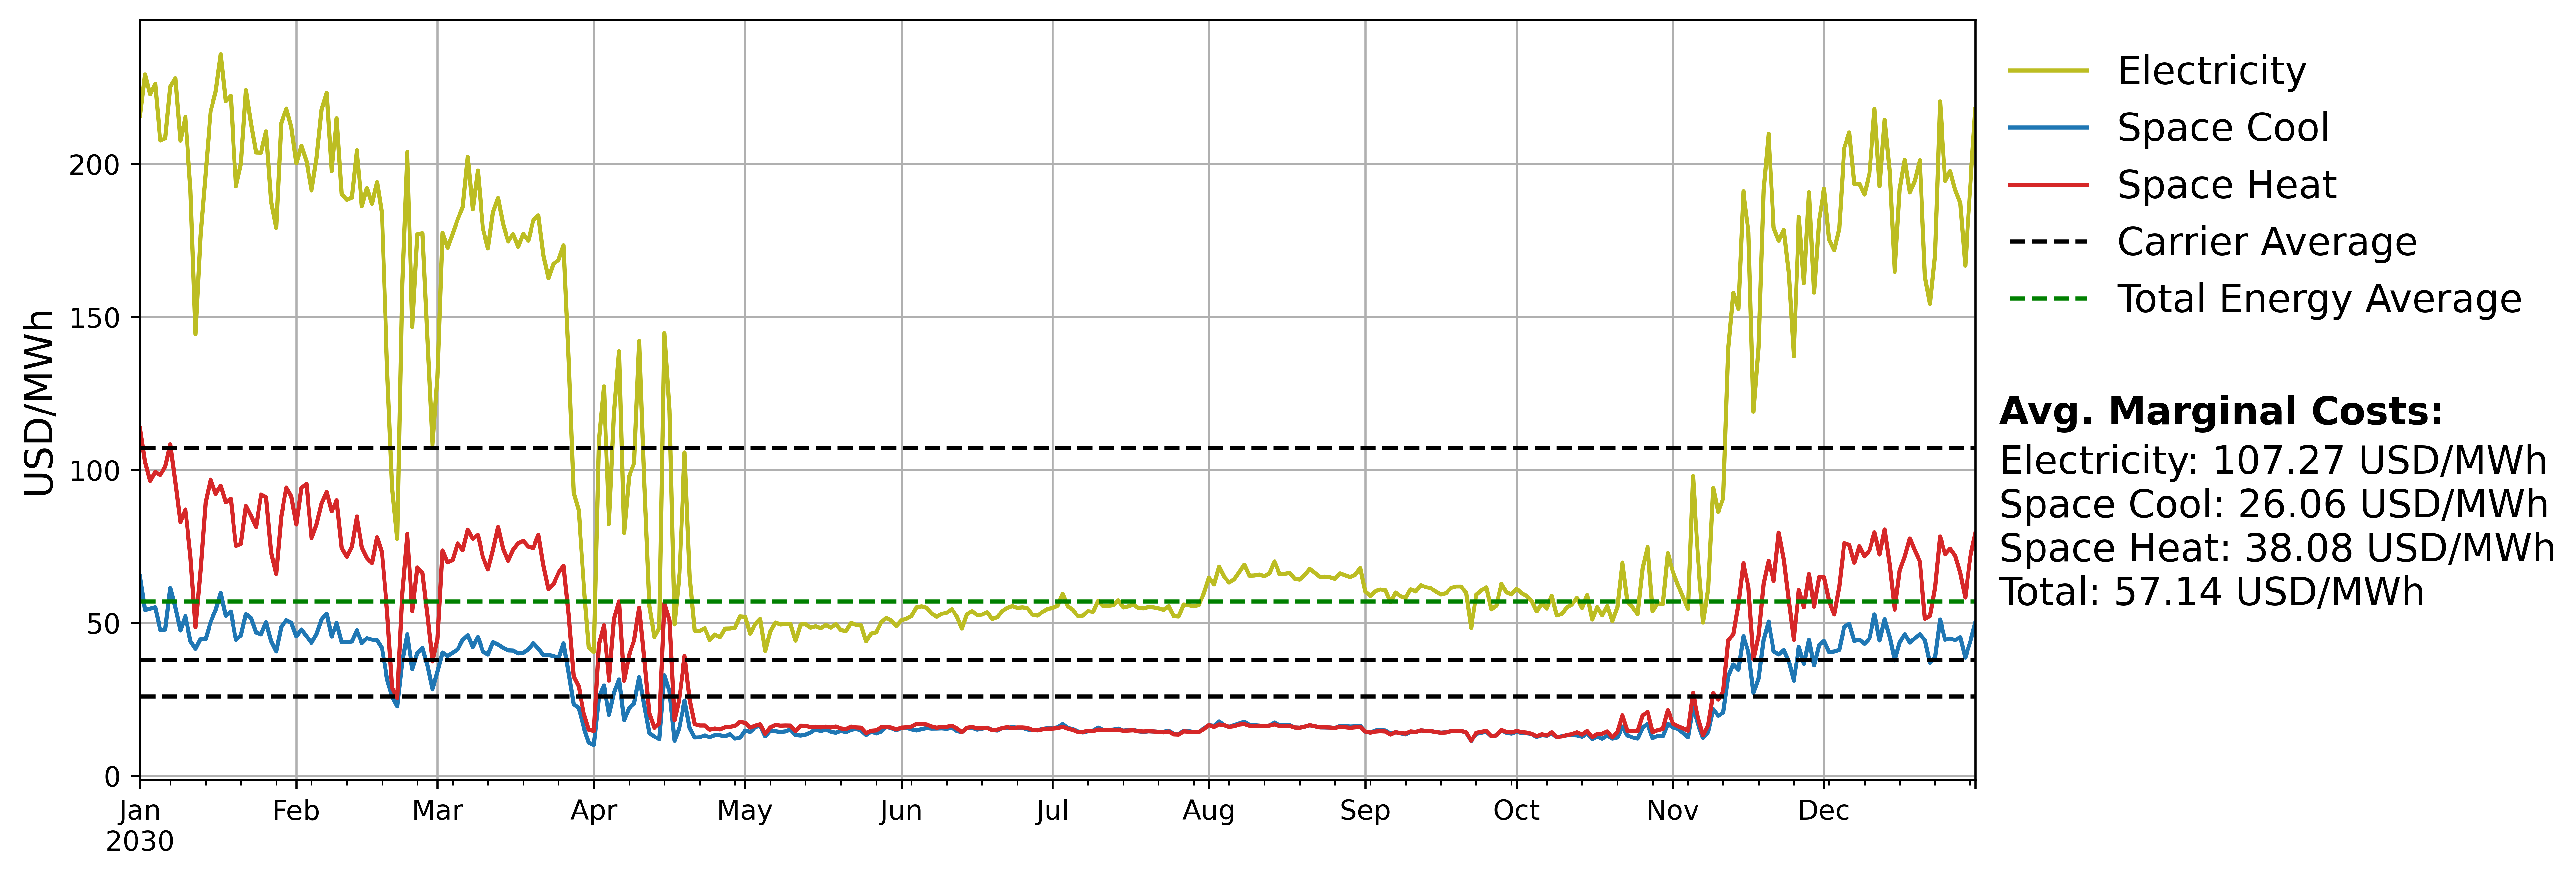 USD/MWh
200
150
100
50
0
Jan Feb Mar Apr May Jun Jul Aug Sep Oct Nov Dec
2030
Electricity
Space Cool
Space Heat
Carrier Average
Total Energy Average
Avg. Marginal Costs:
Electricity: 107.27 USD/MWh
Space Cool: 26.06 USD/MWh
Space Heat: 38.08 USD/MWh
Total: 57.14 USD/MWh